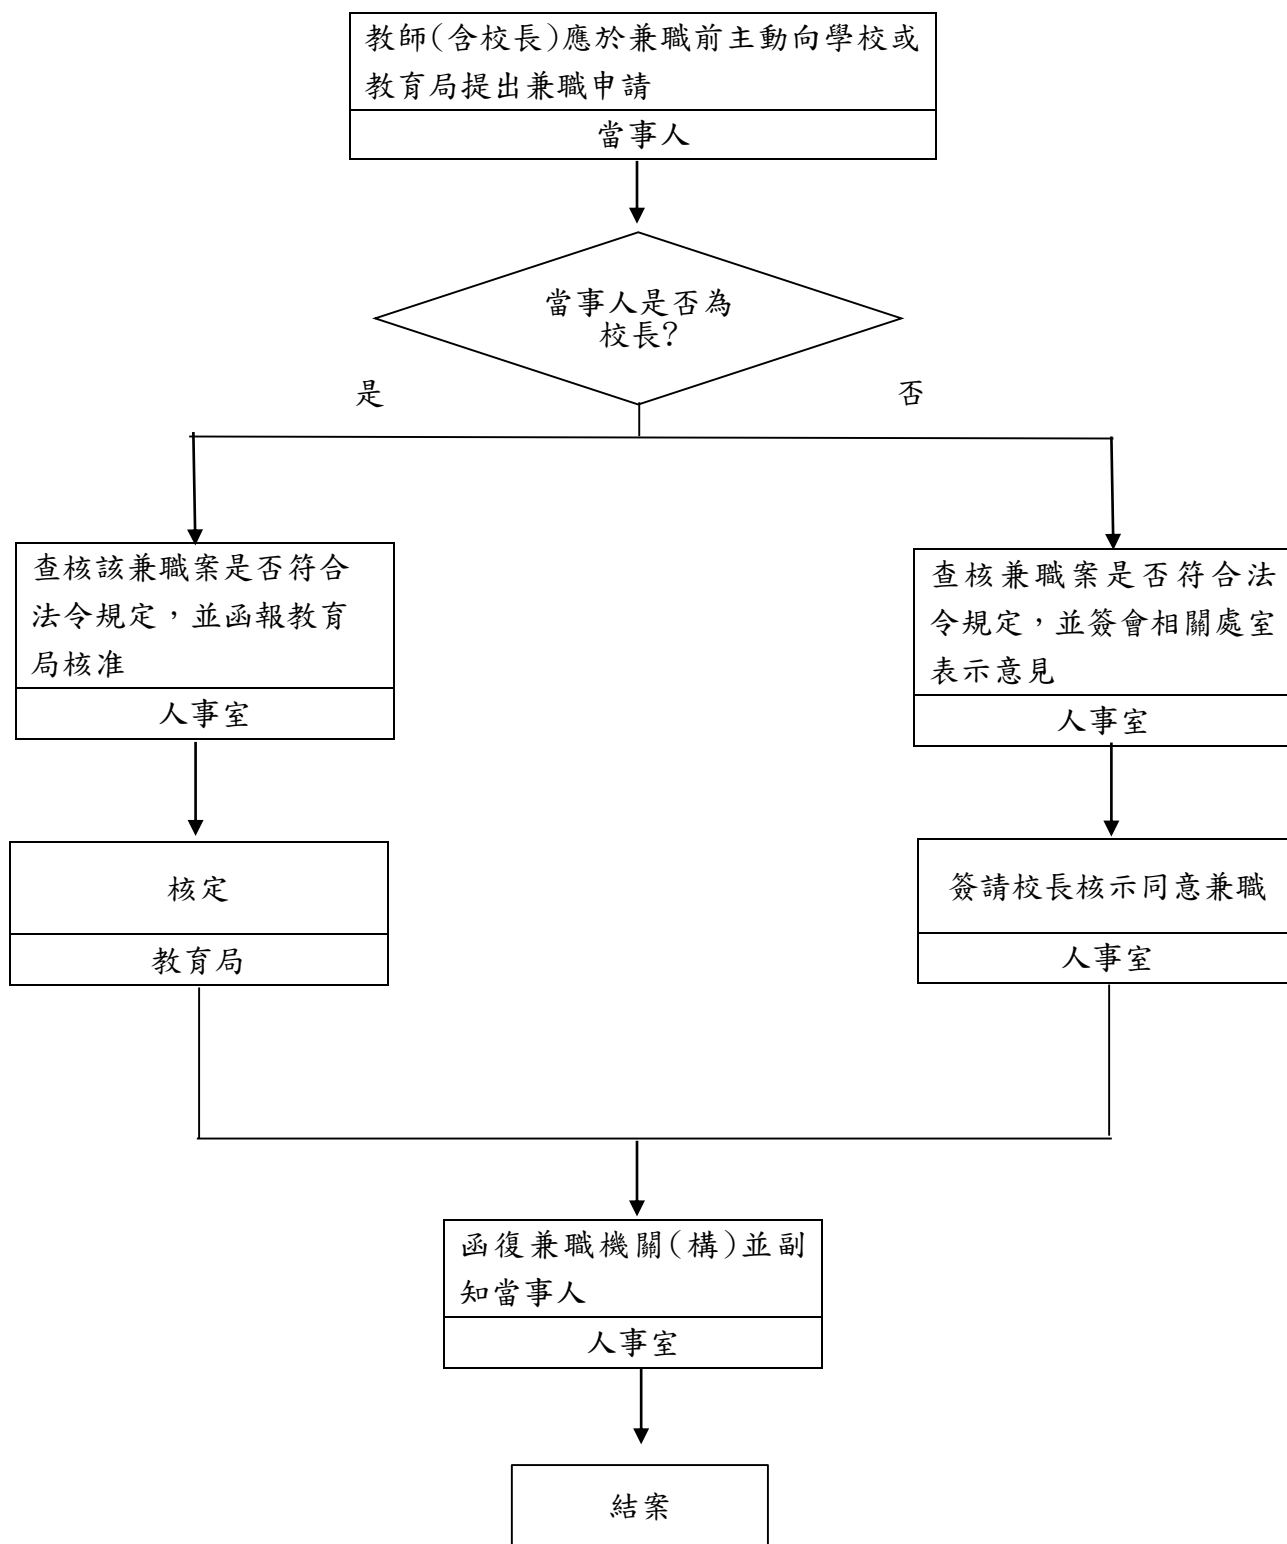 教師(含校長)應於兼職前主動向學校或
教育局提出兼職申請
當事人
當事人是否為
校長?
是
否
查核該兼職案是否符合
法令規定，並函報教育
局核准
人事室
查核兼職案是否符合法
令規定，並簽會相關處室
表示意見
人事室
核定
教育局
簽請校長核示同意兼職
人事室
函復兼職機關(構)並副
知當事人
人事室
結案